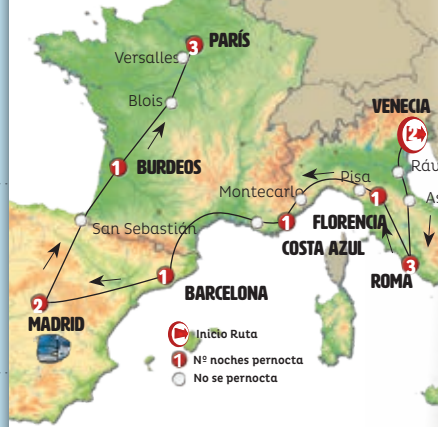 3
PARÍS
Versalles
Blois
VENECIA
2
1
BURDEOS
Pisa
Montecarlo
1
San Sebastián
1
FLORENCIA
COSTA AZUL
3
ROMA
1
BARCELONA
2
MADRID
Inicio Ruta
1 Nº noches pernocta
No se pernocta